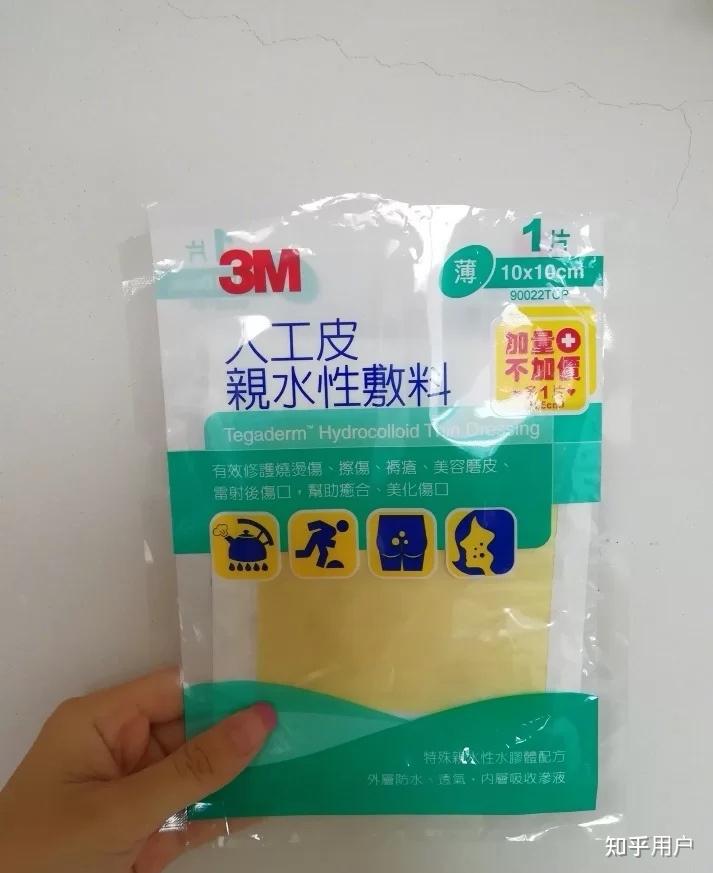 3M
薄
1片
10x10cm
90022TCP
加量
不加價
人工皮
親水性敷料
Tegaderm™ Hydrocolloid Thin Dressing
有效修護燒燙傷、擦傷、褥瘡、美容磨皮、
雷射後傷口，幫助癒合、美化傷口
特殊親水性水膠體配方
外層防水、透氣，內層吸收滲液
知乎用户